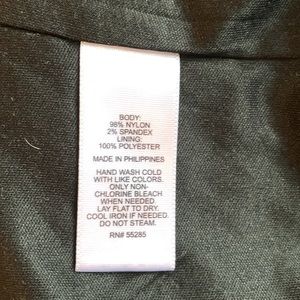 BODY:
98% NYLON
2% SPANDEX
LINING:
100% POLYESTER
MADE IN PHILIPPINES
HAND WASH COLD
WITH LIKE COLORS.
ONLY NON-
CHLORINE BLEACH
WHEN NEEDED
LAY FLAT TO DRY.
COOL IRON IF NEEDED.
DO NOT STEAM.
RN# 55285